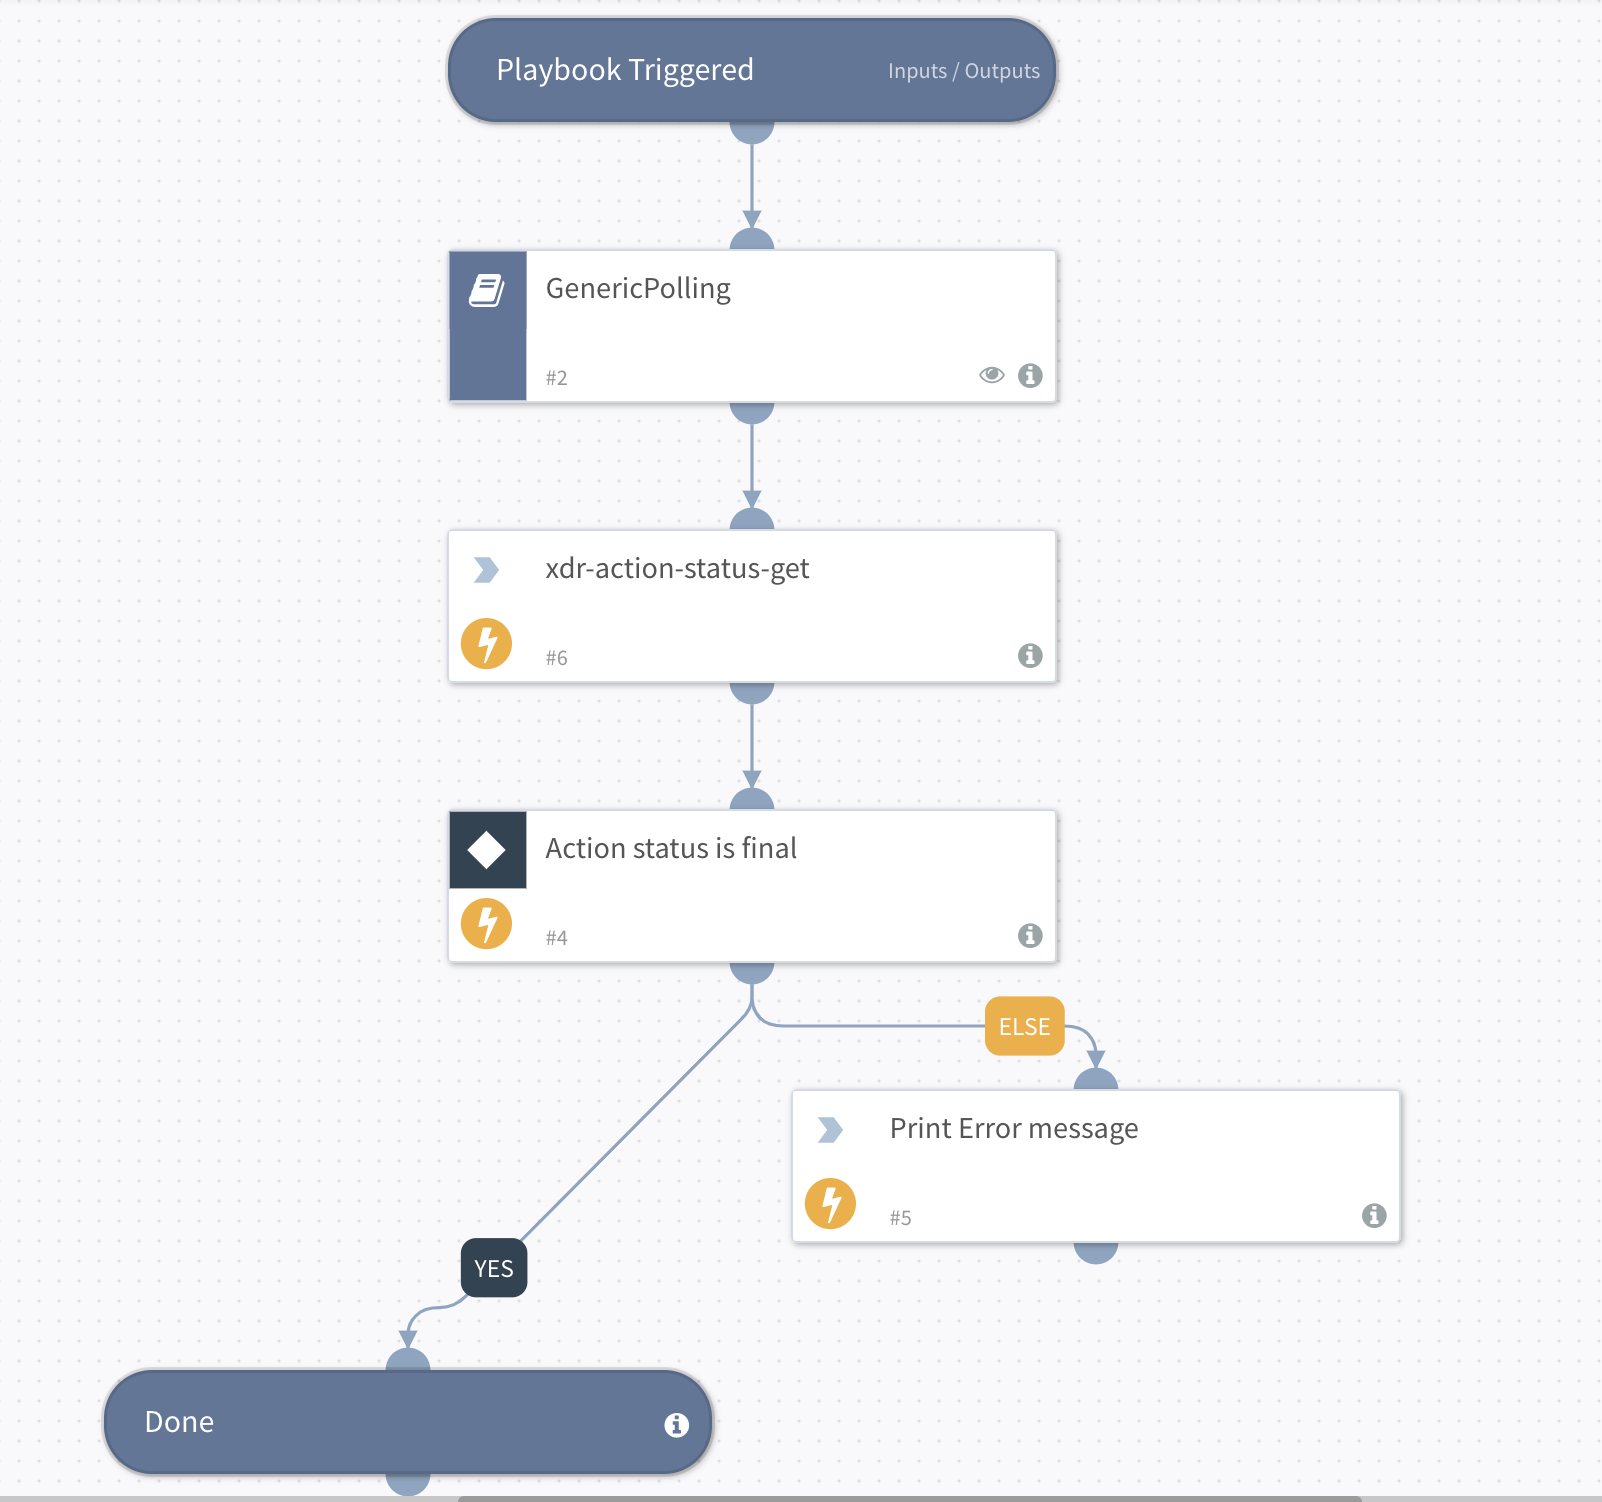 Playbook Triggered
Inputs / Outputs
GenericPolling
#2
xdr-action-status-get
#6
Action status is final
#4
ELSE
Print Error message
#5
YES
Done